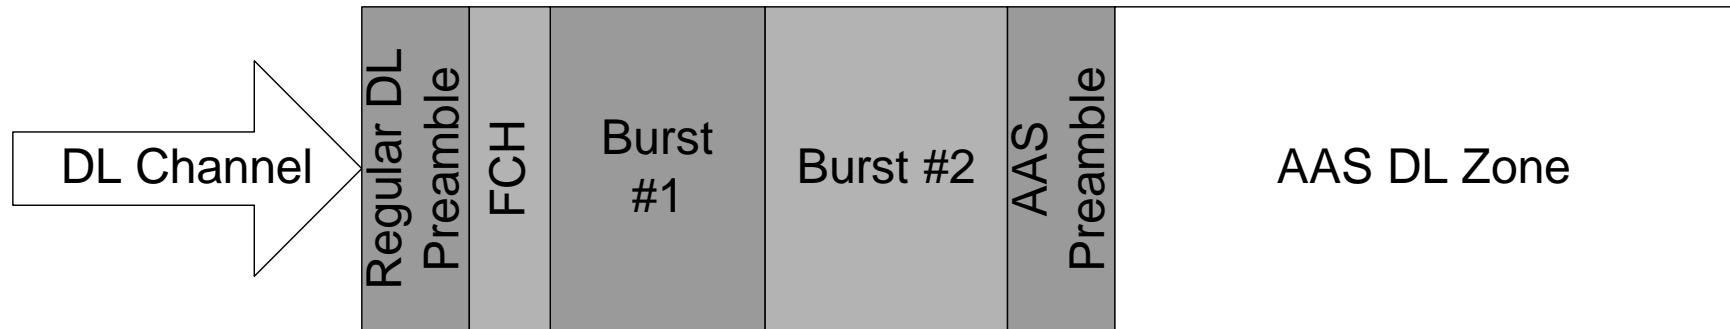 DL Channel
Regular DL
Preamble
FCH
Burst
#1
Burst #2
AAS
Preamble
AAS DL Zone